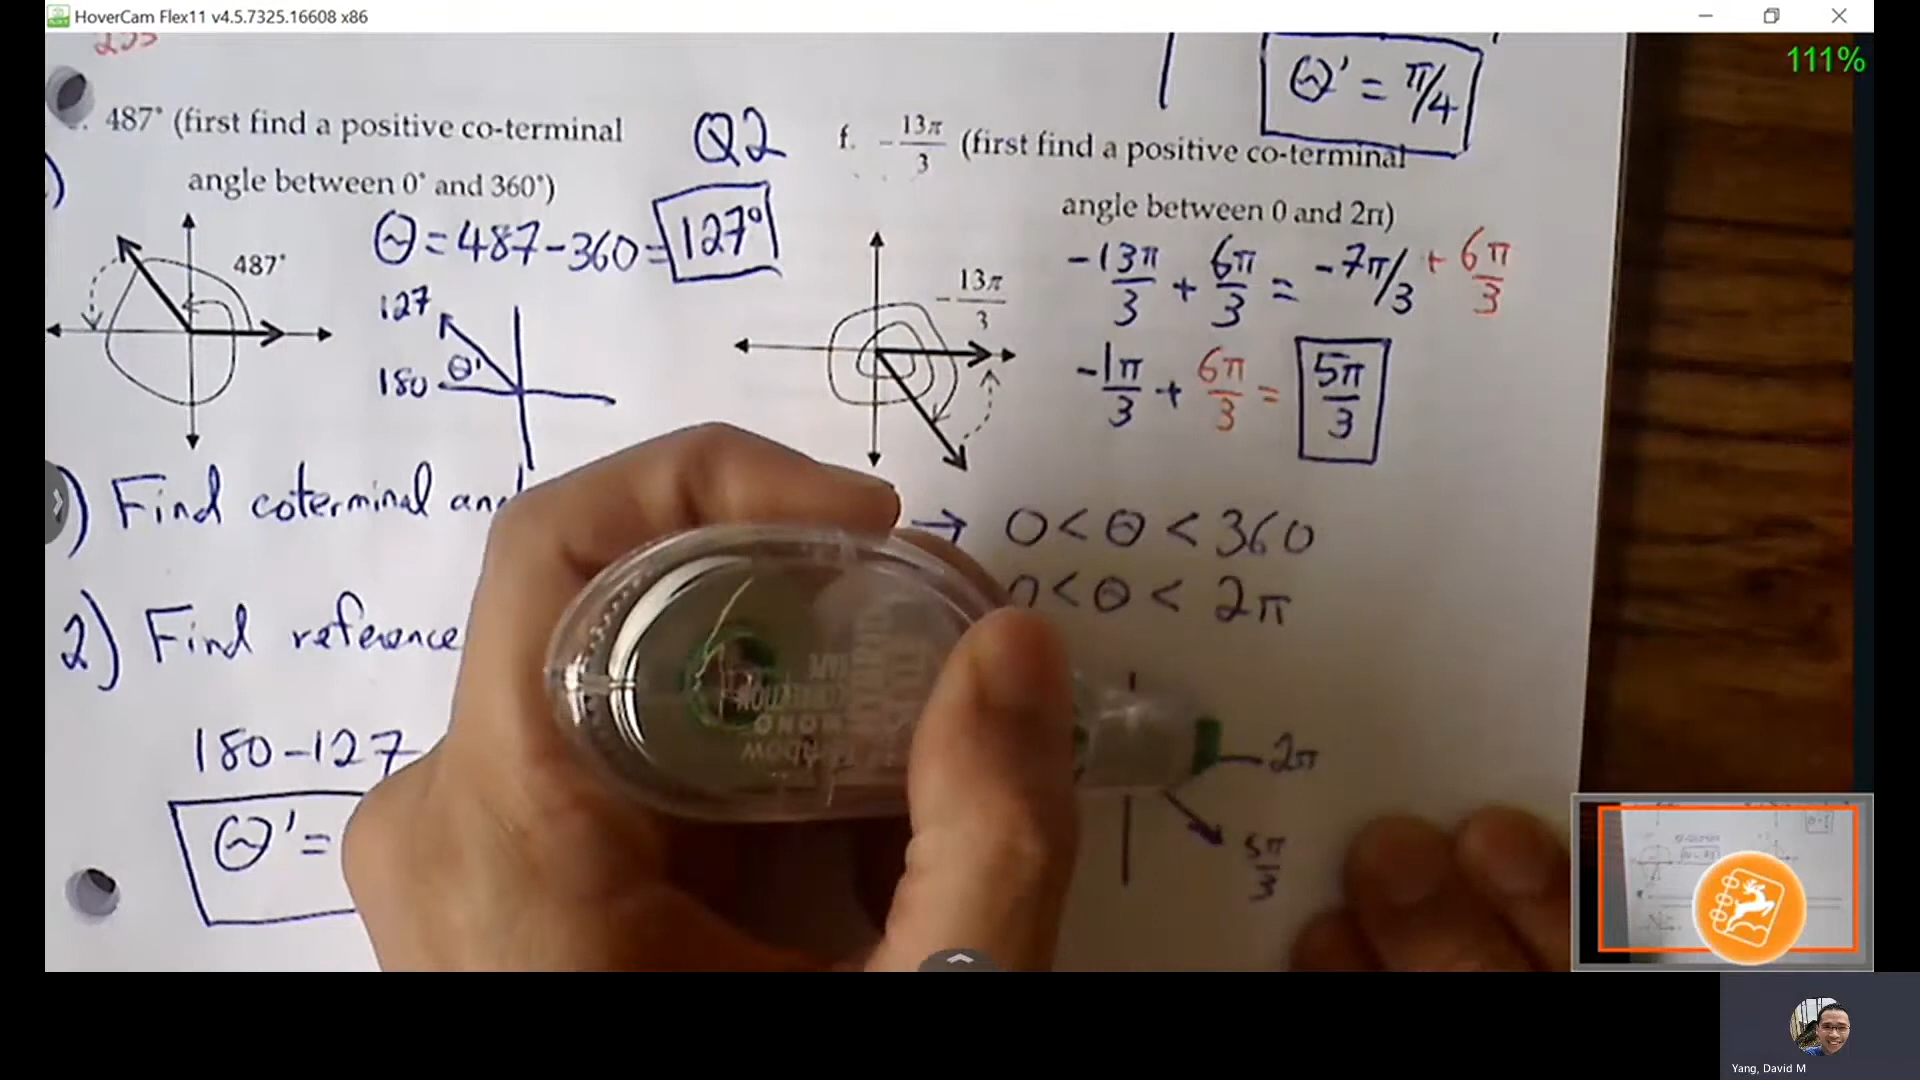 HoverCam Flex11 v4.5.7325.16608 x86
111%
Θ' = π/4
487° (first find a positive co-terminal
angle between 0° and 360°)
Q2
Θ = 487 - 360 = 127°
487°
127
180
θ'
f. -13π/3 (first find a positive co-terminal
angle between 0 and 2π)
-13π/3
-13π/3 + 6π/3 = -7π/3 + 6π/3
-1π/3 + 6π/3 = 5π/3
) Find coterminal
→ 0 < θ < 360
0 < θ < 2π
2) Find reference
180 - 127
Θ' =
2π
5π/3
MONO
Tombow
Yang, David M